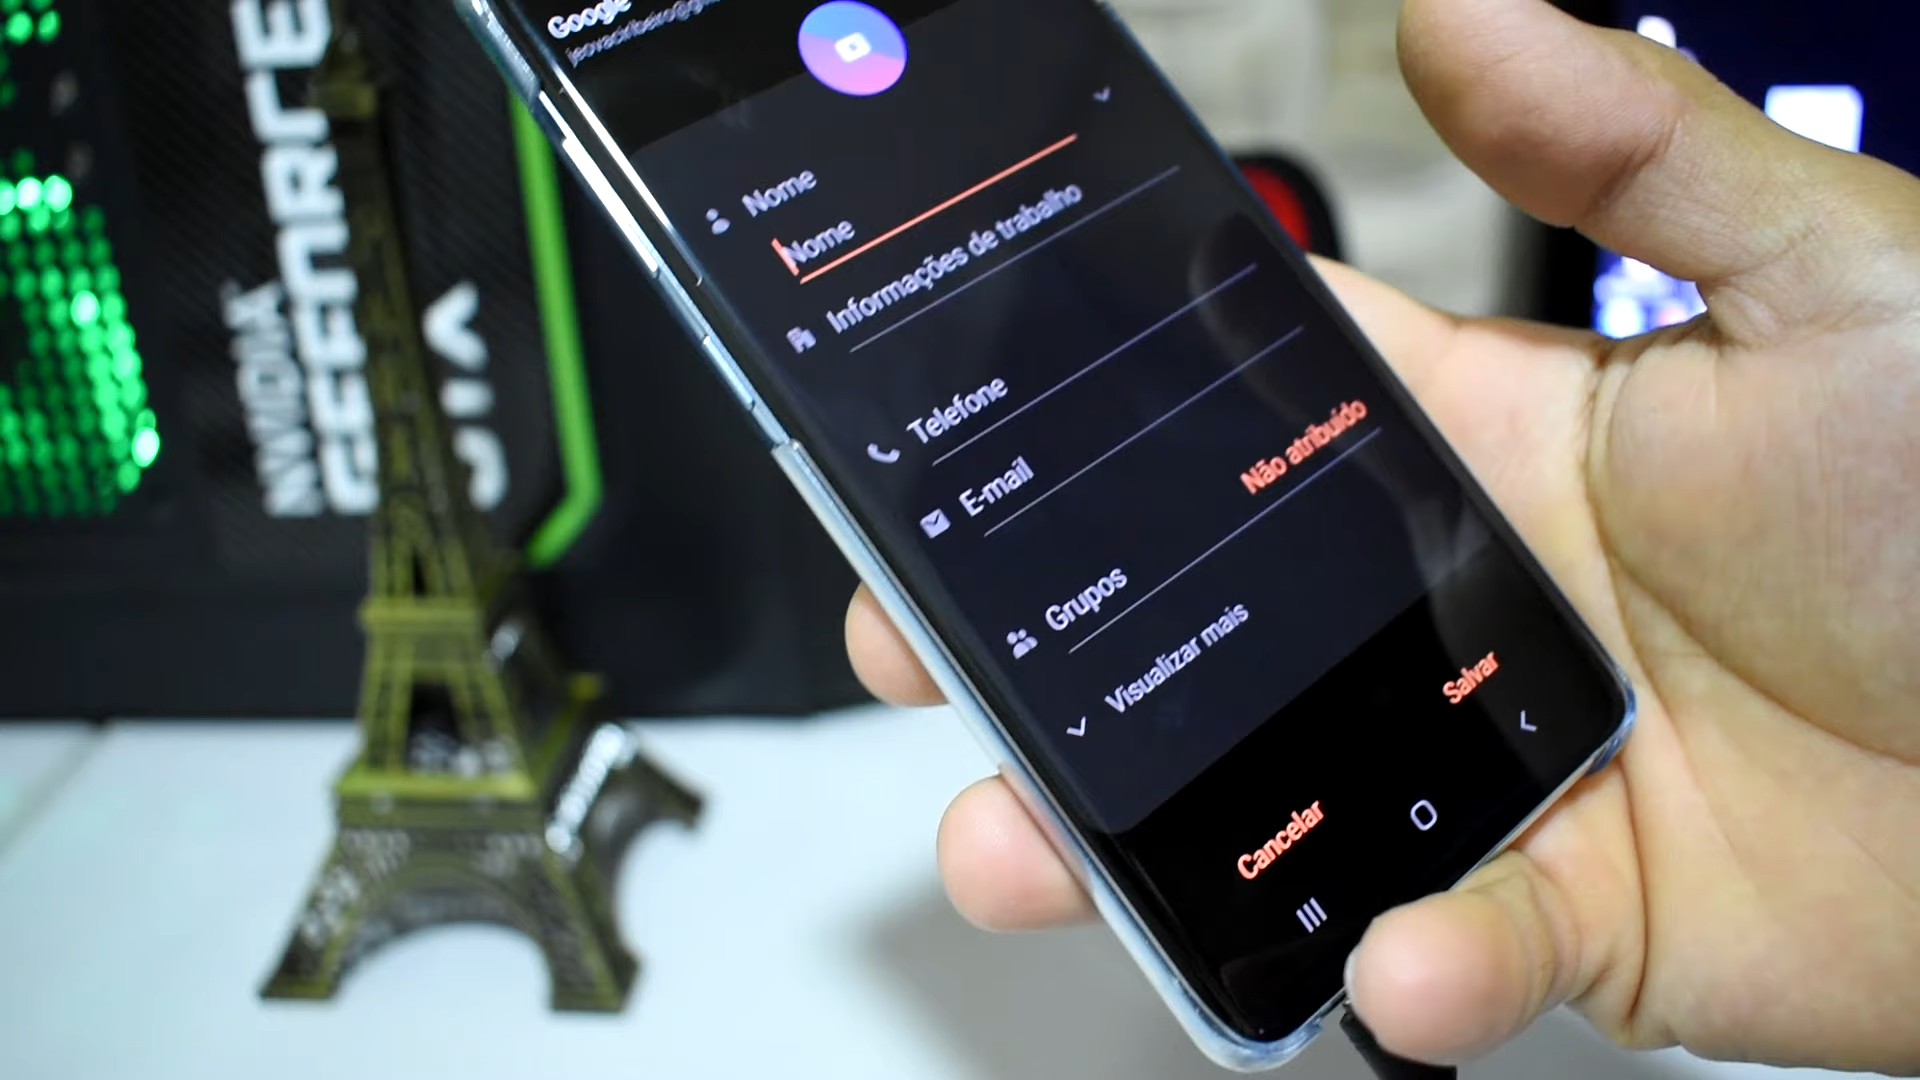 Google
Nome
Nome
Informações de trabalho
Telefone
E-mail
Não atribuído
Grupos
Visualizar mais
Cancelar
Salvar
NVIDIA